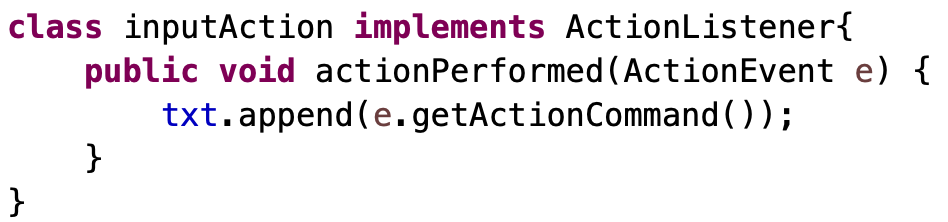 class inputAction implements ActionListener{
    public void actionPerformed(ActionEvent e) {
        txt.append(e.getActionCommand());
    }
}